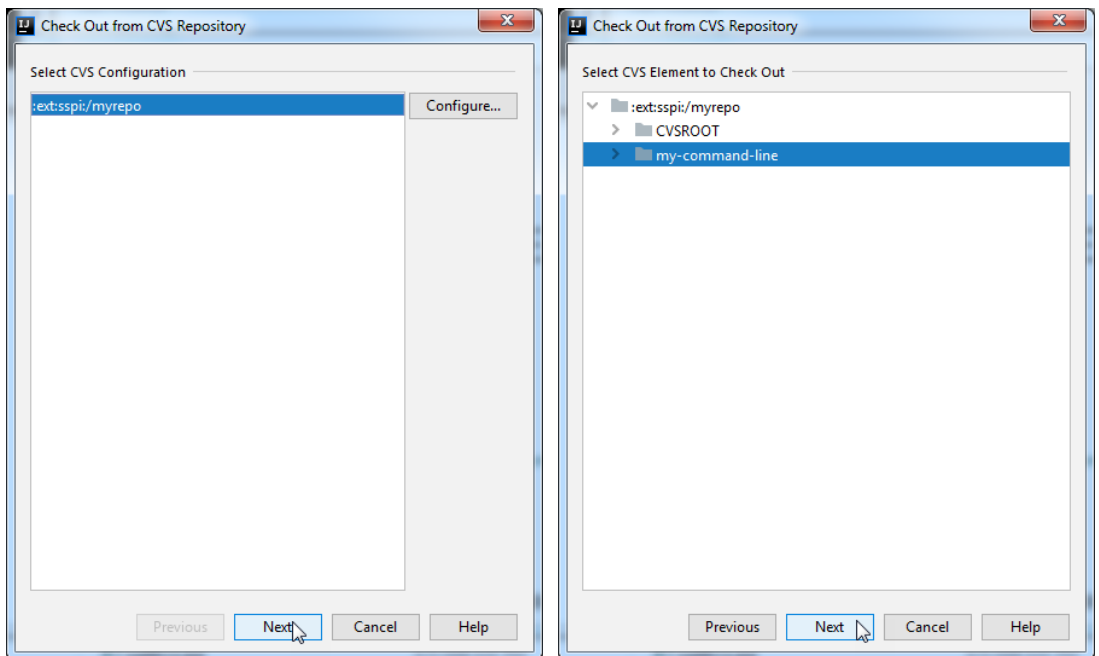 Check Out from CVS Repository
Select CVS Configuration
:ext:sspi:/myrepo
Configure...
Previous
Next
Cancel
Help
Check Out from CVS Repository
Select CVS Element to Check Out
:ext:sspi:/myrepo
CVSROOT
my-command-line
Previous
Next
Cancel
Help